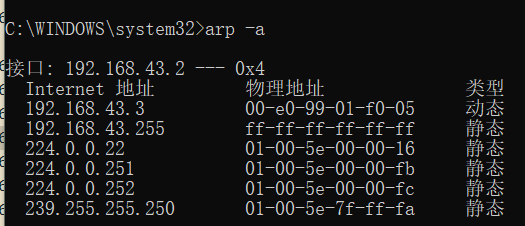 C:\WINDOWS\system32>arp -a
接口: 192.168.43.2 --- 0x4
Internet 地址 物理地址 类型
192.168.43.3 00-e0-99-01-f0-05 动态
192.168.43.255 ff-ff-ff-ff-ff-ff 静态
224.0.0.22 01-00-5e-00-00-16 静态
224.0.0.251 01-00-5e-00-00-fb 静态
224.0.0.252 01-00-5e-00-00-fc 静态
239.255.255.250 01-00-5e-7f-ff-fa 静态